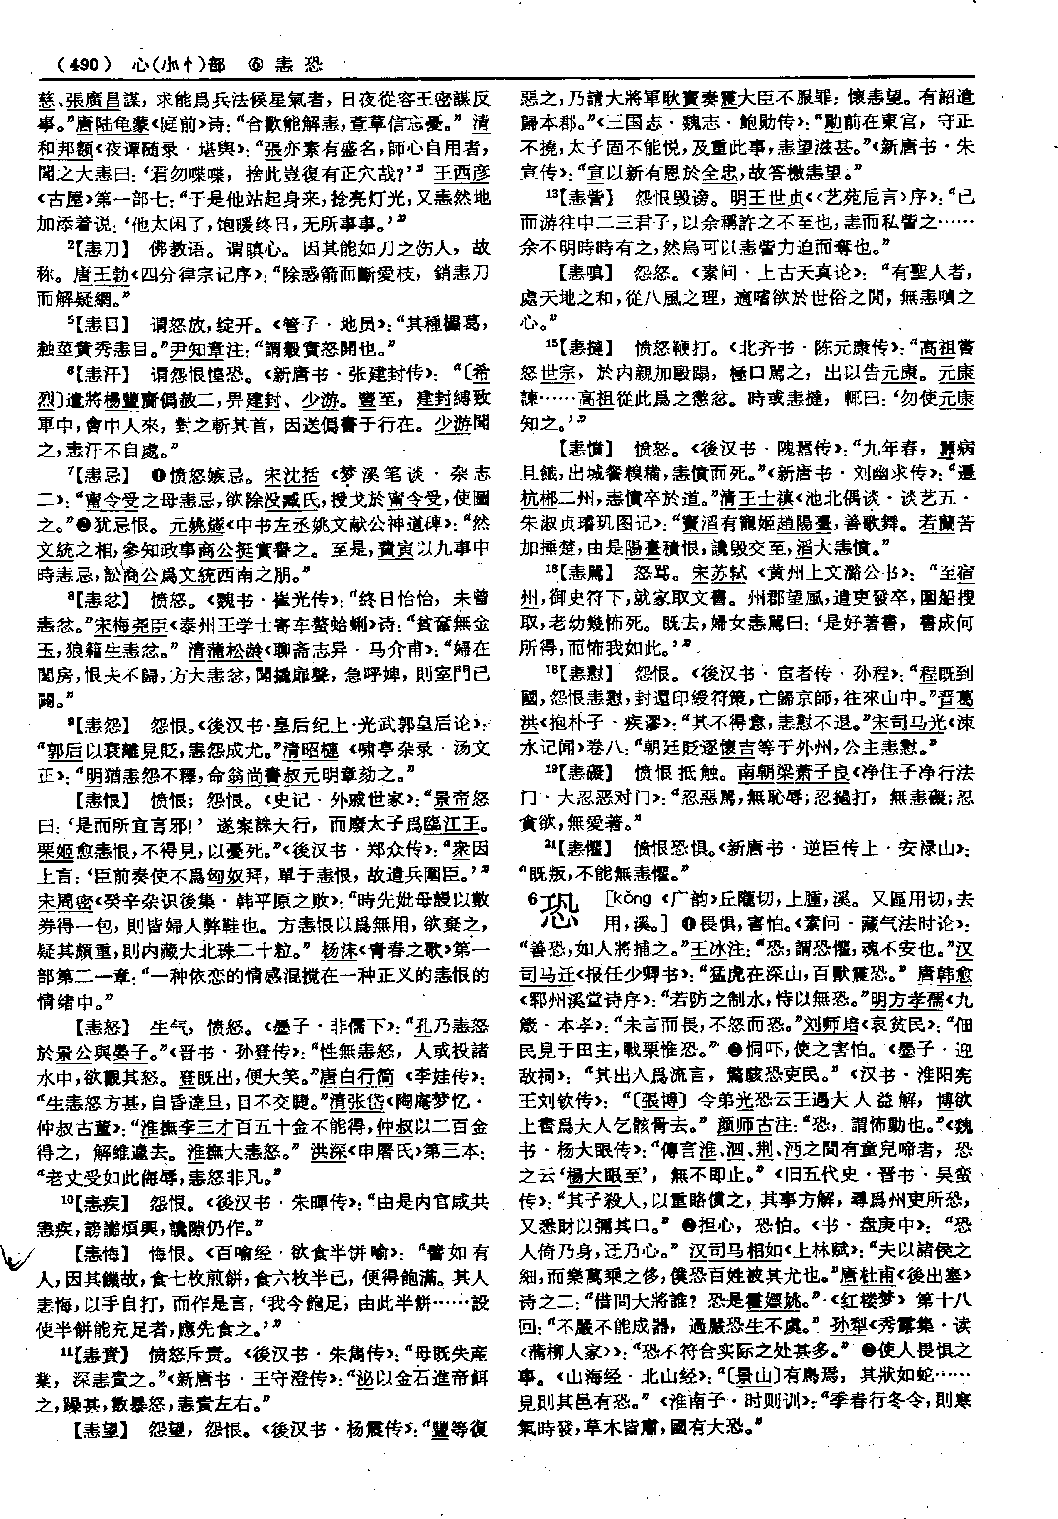 （490） 心(小忄)部 ⑥ 恚 恐
慈、張廣昌謀，求能爲兵法候星氣者，日夜從容王密謀反
事。”唐陆龟蒙《庭前》诗：“合歡能解恚，萱草信忘憂。” 清
和邦额《夜谭随录·堪舆》：“張亦素有盛名，師心自用者，
聞之大恚曰：‘君勿喋喋，捨此豈復有正穴哉？’” 王西彦
《古屋》第一部七：“于是他站起身来，捻亮灯光，又恚然地
加添着说：‘他太闲了，饱暖终日，无所事事。’”
²【恚刀】 佛教语。谓瞋心。因其能如刀之伤人，故
称。唐王勃《四分律宗记序》：“除惑箭而斷愛枝，銷恚刀
而解疑網。”
⁵【恚目】 谓怒放，绽开。《管子·地员》：“其種櫑葛，
䵂莖黄秀恚目。”尹知章注：“謂穀實怒開也。”
⁶【恚汗】 谓怨恨惶恐。《新唐书·张建封传》：“〔希
烈〕遣將楊豐齎僞赦二，畀建封、少游。豐至，建封縛致
軍中，會中人來，對之斬其首，因送僞書于行在。少游聞
之，恚汗不自處。”
⁷【恚忌】 ❶愤怒嫉忌。宋沈括《梦溪笔谈·杂志
二》：“甯令受之母恚忌，欲除没臧氏，授戈於甯令受，使圖
之。”❷犹忌恨。元姚燧《中书左丞姚文献公神道碑》：“然
文統之相，參知政事商公挺實譽之。至是，費寅以九事中
時恚忌，訟商公爲文統西南之朋。”
⁸【恚忿】 愤怒。《魏书·崔光传》：“终日怡怡，未曾
恚忿。”宋梅尧臣《泰州王学士寄车螯蛤蜊》诗：“貧奩無金
玉，狼籍生恚忿。” 清蒲松龄《聊斋志异·马介甫》：“婦在
閨房，恨夫不歸，方大恚忿，聞撬扉聲，急呼婢，則室門已
闢。”
⁹【恚怨】 怨恨。《後汉书·皇后纪上·光武郭皇后论》：
“郭后以衰離見貶，恚怨成尤。”清昭槤《啸亭杂录·汤文
正》：“明猶恚怨不釋，命翁尚書叔元明章劾之。”
【恚恨】 愤恨；怨恨。《史记·外戚世家》：“景帝怒
曰：‘是而所宜言邪！’ 遂案誅大行，而廢太子爲臨江王。
栗姬愈恚恨，不得見，以憂死。”《後汉书·郑众传》：“衆因
上言：‘臣前奏使不爲匈奴拜，單于恚恨，故遣兵圍臣。’”
宋周密《癸辛杂识後集·韩平原之败》：“時先妣母謾以數
券得一包，則皆婦人弊鞋也。方恚恨以爲無用，欲棄之，
疑其頗重，則内藏大北珠二十粒。” 杨沫《青春之歌》第一
部第二一章：“一种依恋的情感混搅在一种正义的恚恨的
情绪中。”
【恚怒】 生气，愤怒。《墨子·非儒下》：“孔乃恚怒
於景公與晏子。”《晋书·孙登传》：“性無恚怒，人或投諸
水中，欲觀其怒。登既出，便大笑。”唐白行简《李娃传》：
“生恚怒方甚，自昏達旦，目不交睫。”清张岱《陶庵梦忆·
仲叔古董》：“淮撫李三才百五十金不能得，仲叔以二百金
得之，解維遽去。淮撫大恚怒。” 洪深《申屠氏》第三本：
“老丈受如此侮辱，恚怒非凡。”
¹⁰【恚疾】 怨恨。《後汉书·朱暉传》：“由是内官咸共
恚疾，謗讟煩興，讒隙仍作。”
【恚悔】 悔恨。《百喻经·欲食半饼喻》：“譬如有
人，因其饑故，食七枚煎餅，食六枚半已，便得飽滿。其人
恚悔，以手自打，而作是言：‘我今飽足，由此半餅……設
使半餅能充足者，應先食之。’”
¹¹【恚責】 愤怒斥责。《後汉书·朱雋传》：“母既失産
業，深恚責之。”《新唐书·王守澄传》：“泌以金石進帝餌
之，躁甚，數暴怒，恚責左右。”
【恚望】 怨望，怨恨。《後汉书·杨震传》：“豐等復
惡之，乃請大將軍耿寶奏震大臣不服罪，懷恚望。有詔遣
歸本郡。”《三国志·魏志·鲍勋传》：“勛前在東宫，守正
不撓，太子固不能悦，及重此事，恚望滋甚。”《新唐书·朱
宣传》：“宣以新有恩於全忠，故答檄恚望。”
¹³【恚訾】 怨恨毁谤。明王世贞《〈艺苑卮言〉序》：“已
而游往中二三君子，以余稱許之不至也，恚而私訾之……
余不明時時有之，然烏可以恚訾力迫而奪也。”
【恚嗔】 怨怒。《素问·上古天真论》：“有聖人者，
處天地之和，從八風之理，適嗜欲於世俗之間，無恚嗔之
心。”
¹⁵【恚撻】 愤怒鞭打。《北齐书·陈元康传》：“高祖嘗
怒世宗，於内親加毆蹋，極口罵之，出以告元康。元康
諫……高祖從此爲之懲忿。時或恚撻，輒曰：‘勿使元康
知之。’”
【恚憤】 愤怒。《後汉书·隗嚣传》：“九年春，囂病
且餓，出城餐糗糒，恚憤而死。”《新唐书·刘幽求传》：“遷
杭郴二州，恚憤卒於道。”清王士禛《池北偶谈·谈艺五·
朱淑贞璿玑图记》：“竇滔有寵姬趙陽臺，善歌舞。若蘭苦
加捶楚，由是陽臺積恨，讒毁交至，滔大恚憤。”
¹⁶【恚罵】 怒骂。宋苏轼《黄州上文潞公书》：“至宿
州，御史符下，就家取文書。州郡望風，遣吏發卒，圍船搜
取，老幼幾怖死。既去，婦女恚罵曰：‘是好著書，書成何
所得，而怖我如此。’”
¹⁸【恚懟】 怨恨。《後汉书·宦者传·孙程》：“程既到
國，怨恨恚懟，封還印綬符策，亡歸京師，往來山中。”晋葛
洪《抱朴子·疾谬》：“其不得意，恚懟不退。”宋司马光《涑
水记闻》卷八：“朝廷貶逐懷吉等于外州，公主恚懟。”
¹⁹【恚礙】 愤恨抵触。南朝梁萧子良《净住子净行法
门·大忍恶对门》：“忍惡罵，無恥辱；忍撾打，無恚礙；忍
貪欲，無愛著。”
²¹【恚懼】 愤恨恐惧。《新唐书·逆臣传上·安禄山》：
“既叛，不能無恚懼。”
6恐 ［kǒng《广韵》丘隴切，上腫，溪。又區用切，去
用，溪。］❶畏惧，害怕。《素问·藏气法时论》：
“善恐，如人將捕之。”王冰注：“恐，謂恐懼，魂不安也。”汉
司马迁《报任少卿书》：“猛虎在深山，百獸震恐。” 唐韩愈
《郓州溪堂诗序》：“若防之制水，恃以無恐。”明方孝孺《九
箴·本孝》：“未言而畏，不怒而恐。”刘师培《哀贫民》：“佃
民見于田主，戰栗惟恐。” ❷恫吓，使之害怕。《墨子·迎
敌祠》：“其出入爲流言，驚駭恐吏民。” 《汉书·淮阳宪
王刘钦传》：“〔張博〕令弟光恐云王遇大人益解，博欲
上書爲大人乞骸骨去。” 颜师古注：“恐，謂怖動也。”《魏
书·杨大眼传》：“傳言淮、泗、荆、沔之間有童兒啼者，恐
之云‘楊大眼至’，無不即止。” 《旧五代史·晋书·吴峦
传》：“其子殺人，以重賂償之，其事方解，尋爲州吏所恐，
又悉財以彌其口。” ❸担心，恐怕。《书·盘庚中》：“恐
人倚乃身，迂乃心。” 汉司马相如《上林赋》：“夫以諸侯之
細，而樂萬乘之侈，僕恐百姓被其尤也。”唐杜甫《後出塞》
诗之二：“借問大將誰？恐是霍嫖姚。”《红楼梦》第十八
回：“不嚴不能成器，過嚴恐生不虞。” 孙犁《秀露集·读
〈蒲柳人家〉》：“恐不符合实际之处甚多。”❹使人畏惧之
事。《山海经·北山经》：“〔景山〕有鳥焉，其狀如蛇……
見則其邑有恐。” 《淮南子·时则训》：“季春行冬令，則寒
氣時發，草木皆肅，國有大恐。”